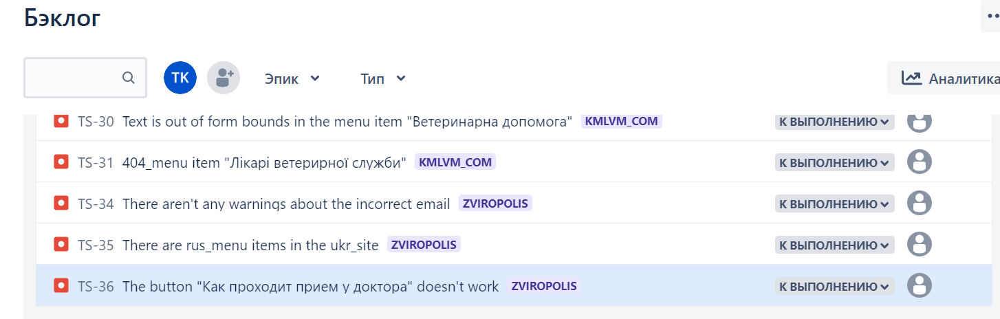 Бэклог
TK Эпик Тип Аналитика
TS-30 Text is out of form bounds in the menu item "Ветеринарна допомога" KMLVM_COM К ВЫПОЛНЕНИЮ
TS-31 404_menu item "Лікарі ветерирної служби" KMLVM_COM К ВЫПОЛНЕНИЮ
TS-34 There aren't any warnings about the incorrect email ZVIROPOLIS К ВЫПОЛНЕНИЮ
TS-35 There are rus_menu items in the ukr_site ZVIROPOLIS К ВЫПОЛНЕНИЮ
TS-36 The button "Как проходит прием у доктора" doesn't work ZVIROPOLIS К ВЫПОЛНЕНИЮ